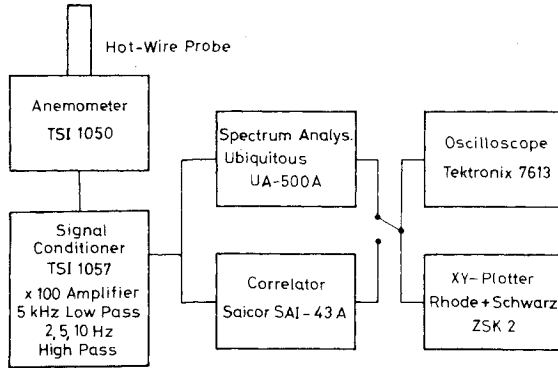 Hot-Wire Probe
Anemometer
TSI 1050
Signal
Conditioner
TSI 1057
x 100 Amplifier
5 kHz Low Pass
2,5,10 Hz
High Pass
Spectrum Analys.
Ubiquitous
UA-500A
Correlator
Saicor SAI-43A
Oscilloscope
Tektronix 7613
XY-Plotter
Rhode+Schwarz
ZSK 2